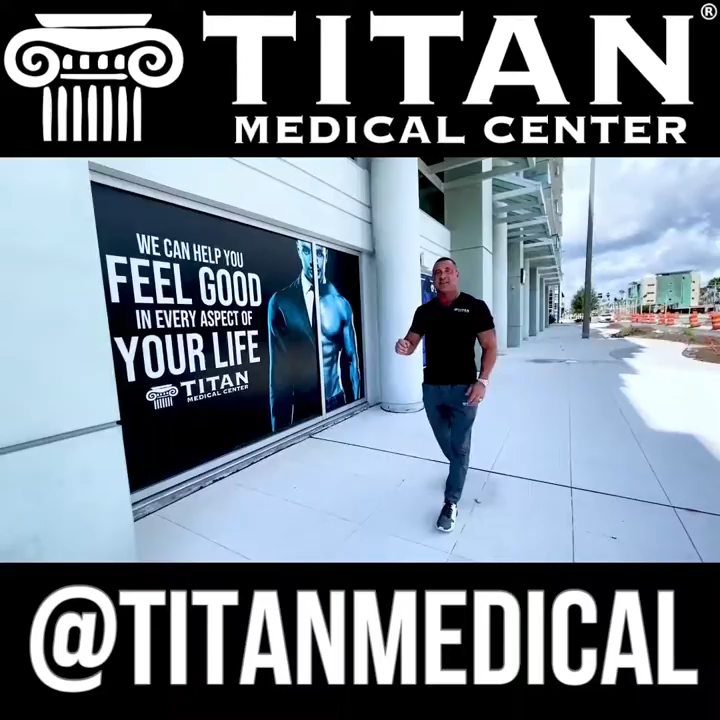 TITAN®
MEDICAL CENTER
WE CAN HELP YOU
FEEL GOOD
IN EVERY ASPECT OF
YOUR LIFE
TITAN
MEDICAL CENTER
TITAN
@TITANMEDICAL